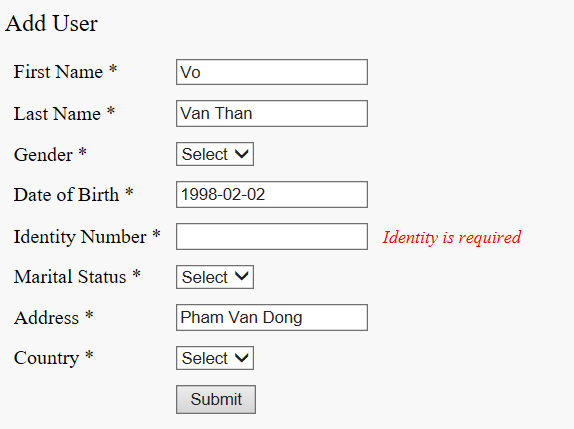 Add User
First Name * Vo
Last Name * Van Than
Gender * Select
Date of Birth * 1998-02-02
Identity Number * Identity is required
Marital Status * Select
Address * Pham Van Dong
Country * Select
Submit